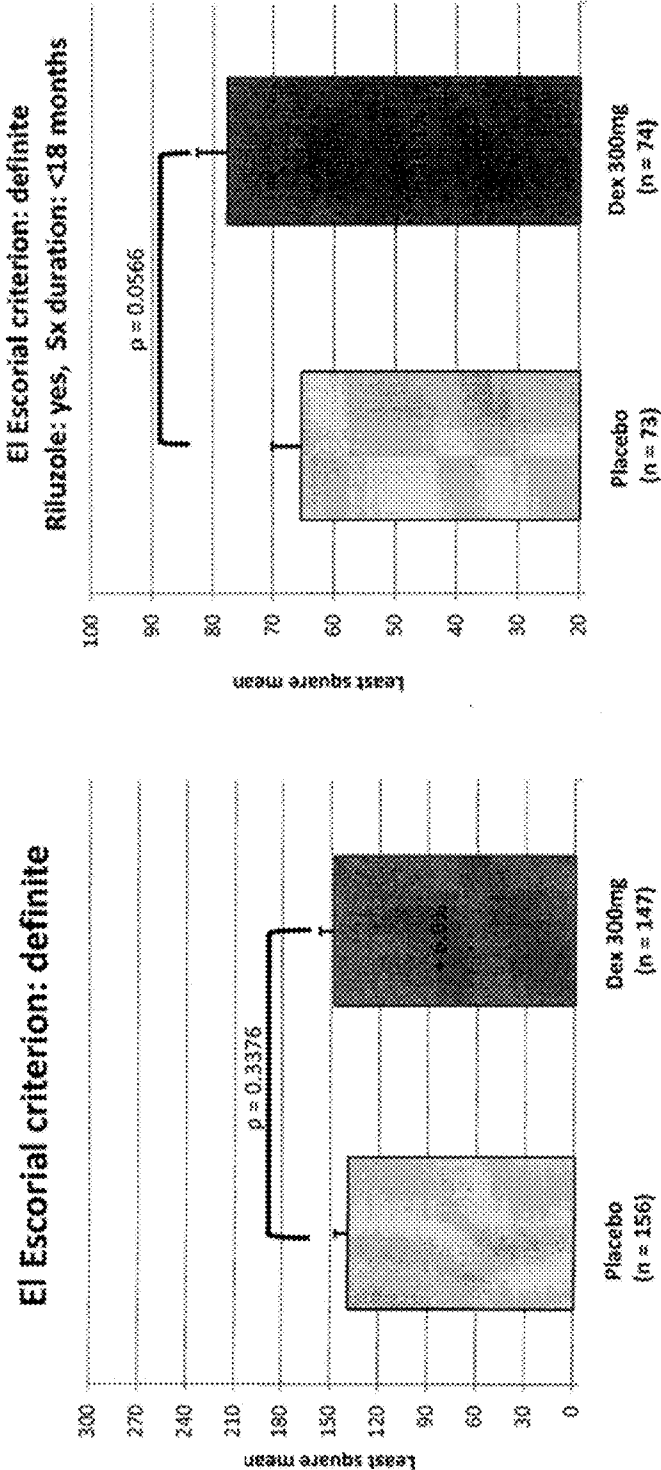 El Escorial criterion: definite
Least square mean
300
270
240
210
180
150
120
90
60
30
0
p = 0.3376
Placebo
(n = 156)
Dex 300mg
(n = 147)
El Escorial criterion: definite
Riluzole: yes, Sx duration: <18 months
Least square mean
100
90
80
70
60
50
40
30
20
p = 0.0566
Placebo
(n = 73)
Dex 300mg
(n = 74)